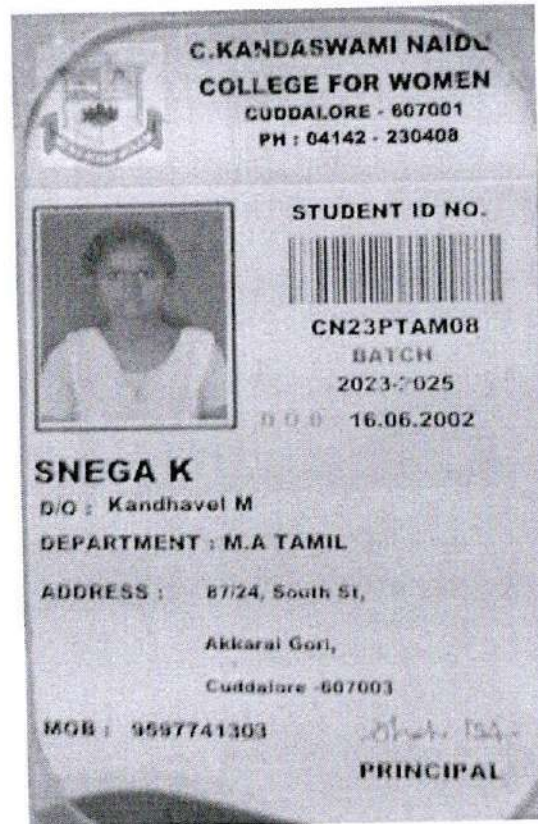 C.KANDASWAMI NAIDU
COLLEGE FOR WOMEN
CUDDALORE - 607001
PH : 04142 - 230408
STUDENT ID NO.
CN23PTAM08
BATCH
2023-2025
D O B 16.06.2002
SNEGA K
D/O : Kandhavel M
DEPARTMENT : M.A TAMIL
ADDRESS : 87/24, South St,
Akkarai Gori,
Cuddalore -607003
MOB : 9597741303
PRINCIPAL